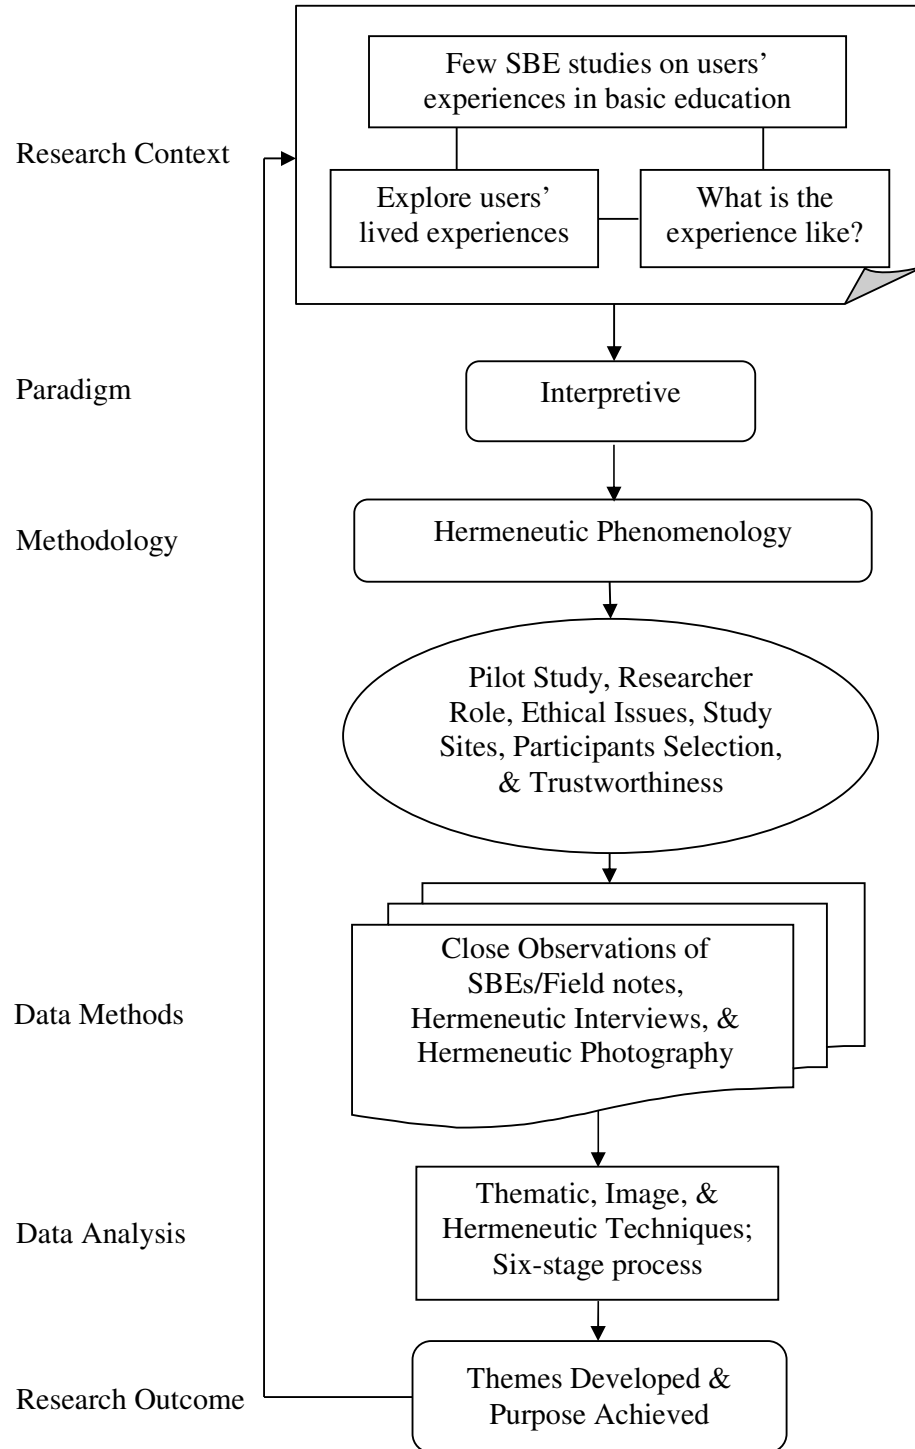 Few SBE studies on users’
experiences in basic education
Research Context
Explore users’
lived experiences
What is the
experience like?
Paradigm
Interpretive
Methodology
Hermeneutic Phenomenology
Pilot Study, Researcher
Role, Ethical Issues, Study
Sites, Participants Selection,
& Trustworthiness
Data Methods
Close Observations of
SBEs/Field notes,
Hermeneutic Interviews, &
Hermeneutic Photography
Data Analysis
Thematic, Image, &
Hermeneutic Techniques;
Six-stage process
Research Outcome
Themes Developed &
Purpose Achieved